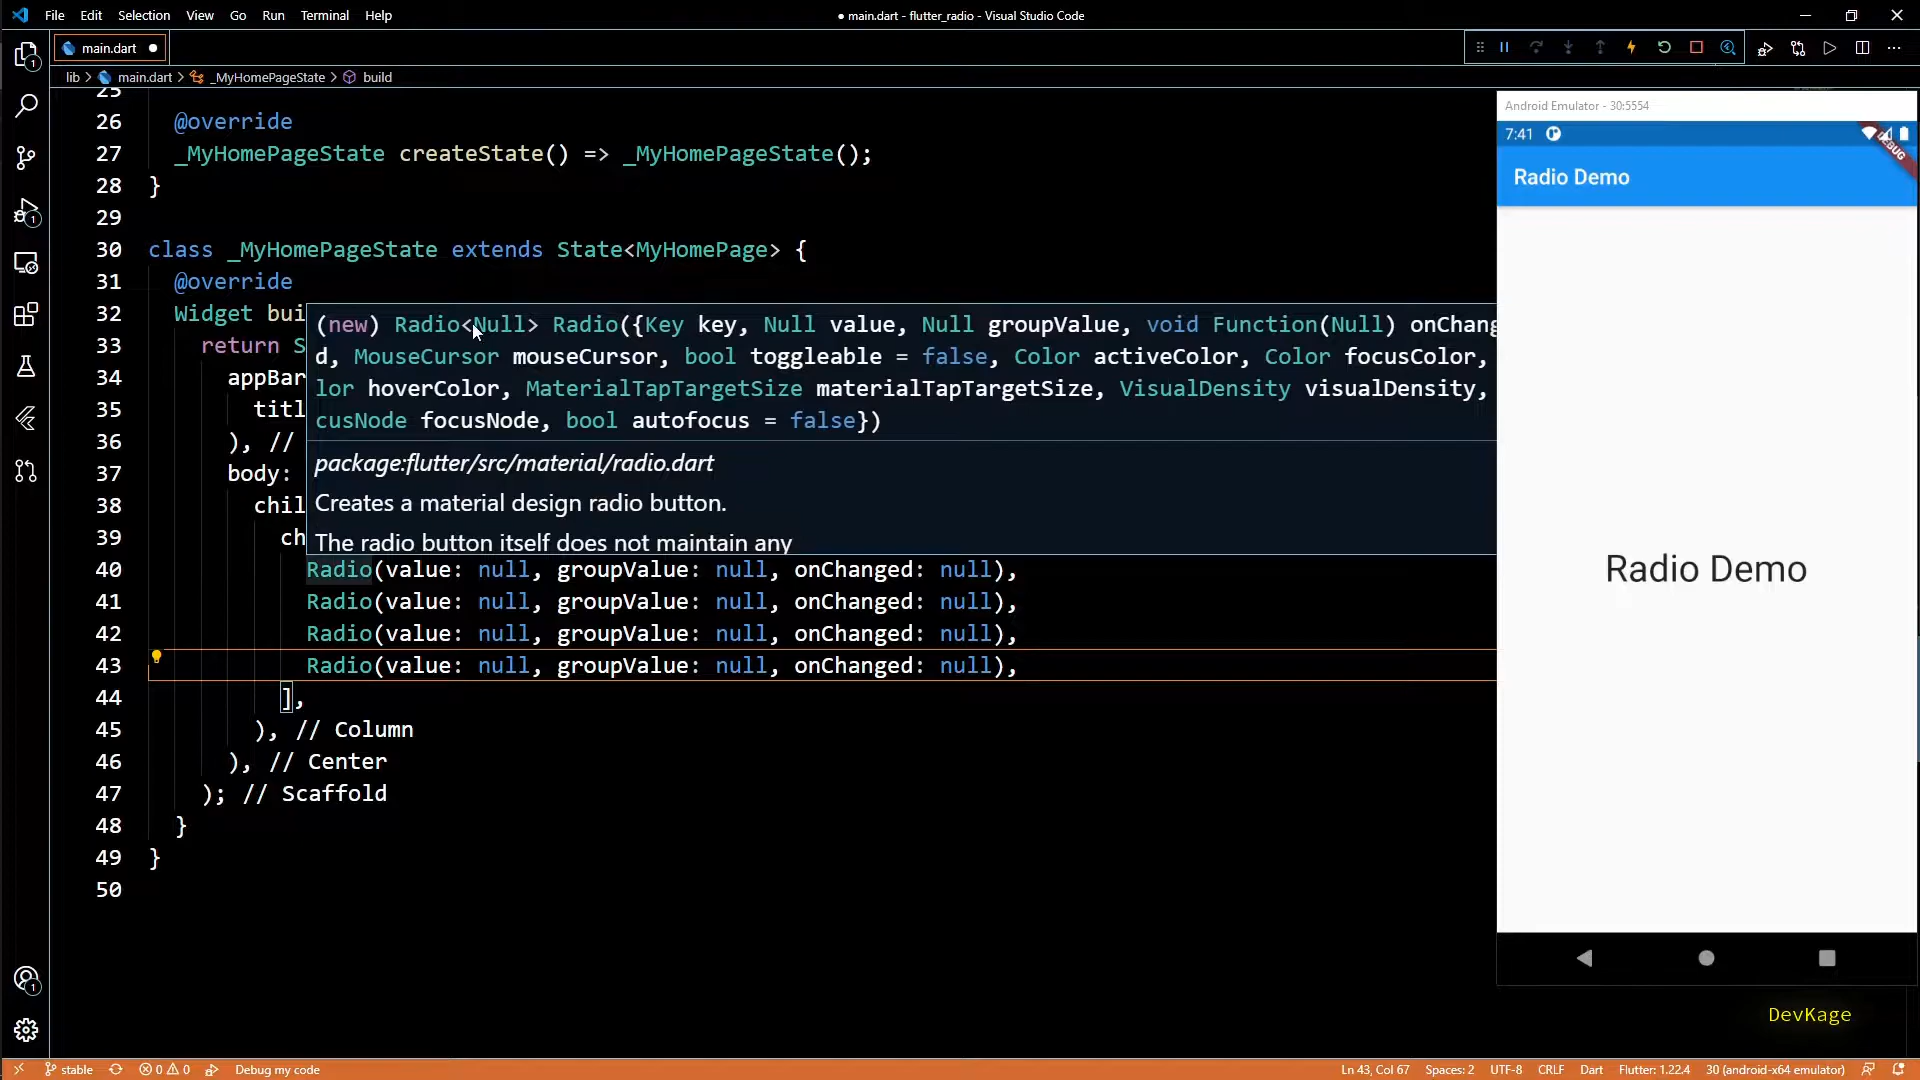 File Edit Selection View Go Run Terminal Help
● main.dart - flutter_radio - Visual Studio Code
main.dart ●
lib > main.dart > _MyHomePageState > build
25
26 @override
27 _MyHomePageState createState() => _MyHomePageState();
28 }
29
30 class _MyHomePageState extends State<MyHomePage> {
31 @override
32 Widget bui
33 return S
34 appBar
35 titl
36 ), //
37 body:
38 chil
39 ch
(new) Radio<Null> Radio({Key key, Null value, Null groupValue, void Function(Null) onChang
d, MouseCursor mouseCursor, bool toggleable = false, Color activeColor, Color focusColor,
lor hoverColor, MaterialTapTargetSize materialTapTargetSize, VisualDensity visualDensity,
cusNode focusNode, bool autofocus = false})
package:flutter/src/material/radio.dart
Creates a material design radio button.
The radio button itself does not maintain any
40 Radio(value: null, groupValue: null, onChanged: null),
41 Radio(value: null, groupValue: null, onChanged: null),
42 Radio(value: null, groupValue: null, onChanged: null),
43 Radio(value: null, groupValue: null, onChanged: null),
44 ],
45 ), // Column
46 ), // Center
47 ); // Scaffold
48 }
49 }
50
Android Emulator - 30:5554
7:41
DEBUG
Radio Demo
Radio Demo
DevKage
1
1
1
stable 0 0 Debug my code
Ln 43, Col 67 Spaces: 2 UTF-8 CRLF Dart Flutter: 1.22.4 30 (android-x64 emulator)